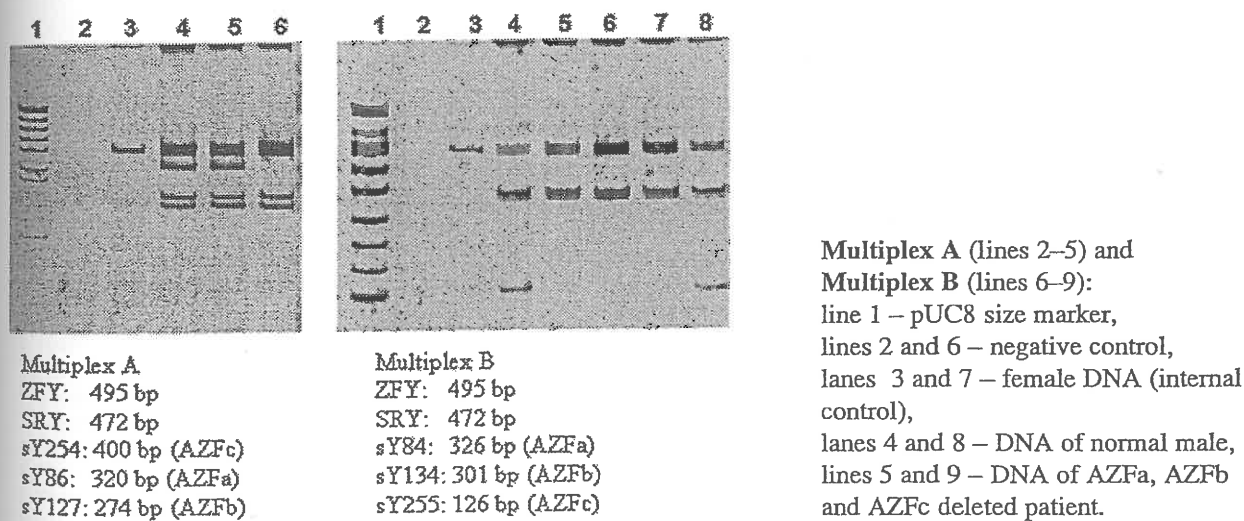 1 2 3 4 5 6
1 2 3 4 5 6 7 8
Multiplex A
ZFY: 495 bp
SRY: 472 bp
sY254: 400 bp (AZFc)
sY86: 320 bp (AZFa)
sY127: 274 bp (AZFb)
Multiplex B
ZFY: 495 bp
SRY: 472 bp
sY84: 326 bp (AZFa)
sY134: 301 bp (AZFb)
sY255: 126 bp (AZFc)
Multiplex A (lines 2–5) and
Multiplex B (lines 6–9):
line 1 – pUC8 size marker,
lines 2 and 6 – negative control,
lanes 3 and 7 – female DNA (internal
control),
lanes 4 and 8 – DNA of normal male,
lines 5 and 9 – DNA of AZFa, AZFb
and AZFc deleted patient.